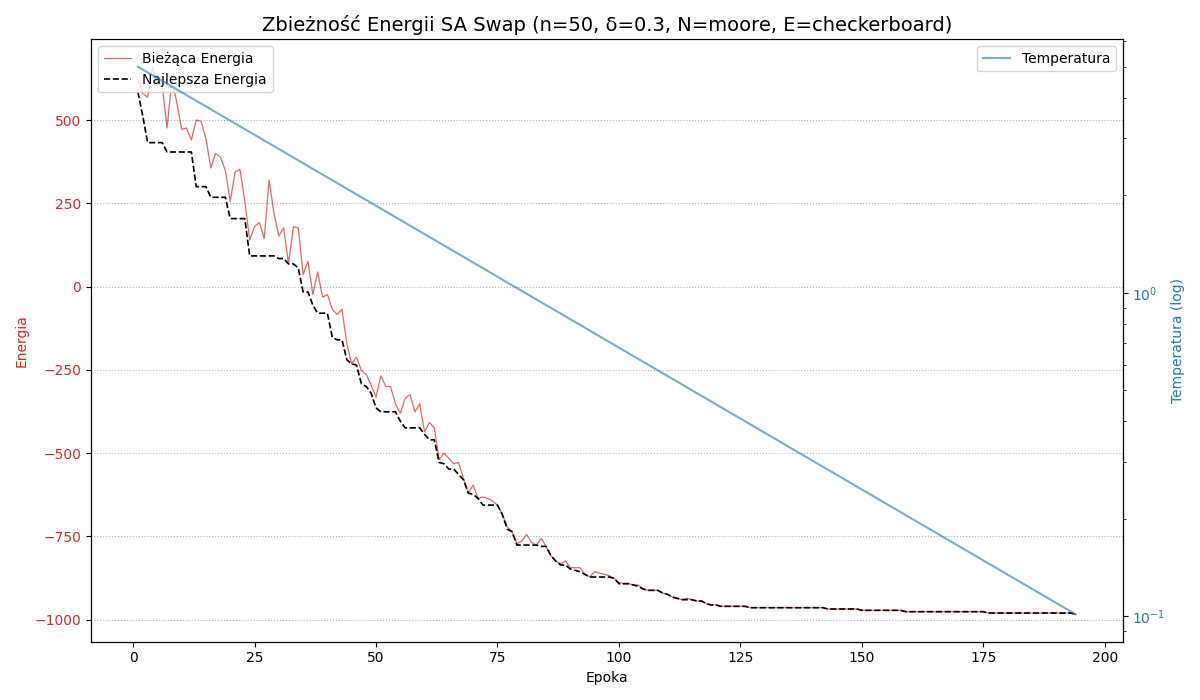 Zbieżność Energii SA Swap (n=50, δ=0.3, N=moore, E=checkerboard)
Bieżąca Energia
Najlepsza Energia
Temperatura
500
250
0
−250
−500
−750
−1000
Energia
10⁰
10⁻¹
Temperatura (log)
0 25 50 75 100 125 150 175 200
Epoka